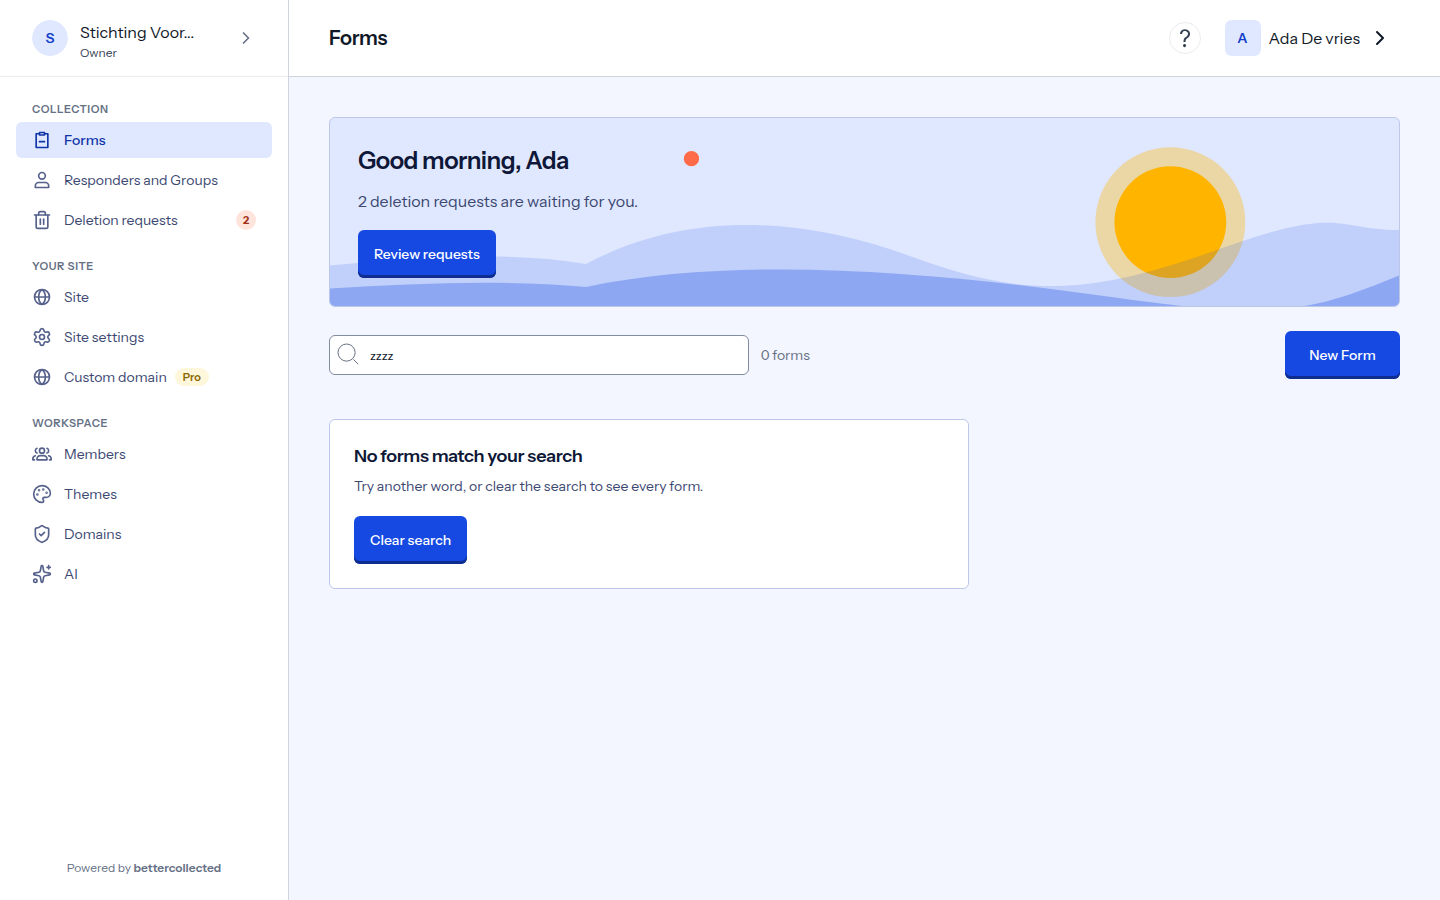 S
Stichting Voor...
Owner
COLLECTION
Forms
Responders and Groups
Deletion requests 2
YOUR SITE
Site
Site settings
Custom domain Pro
WORKSPACE
Members
Themes
Domains
AI
Powered by bettercollected
Forms
?
A Ada De vries
Good morning, Ada
2 deletion requests are waiting for you.
Review requests
zzzz
0 forms
New Form
No forms match your search
Try another word, or clear the search to see every form.
Clear search